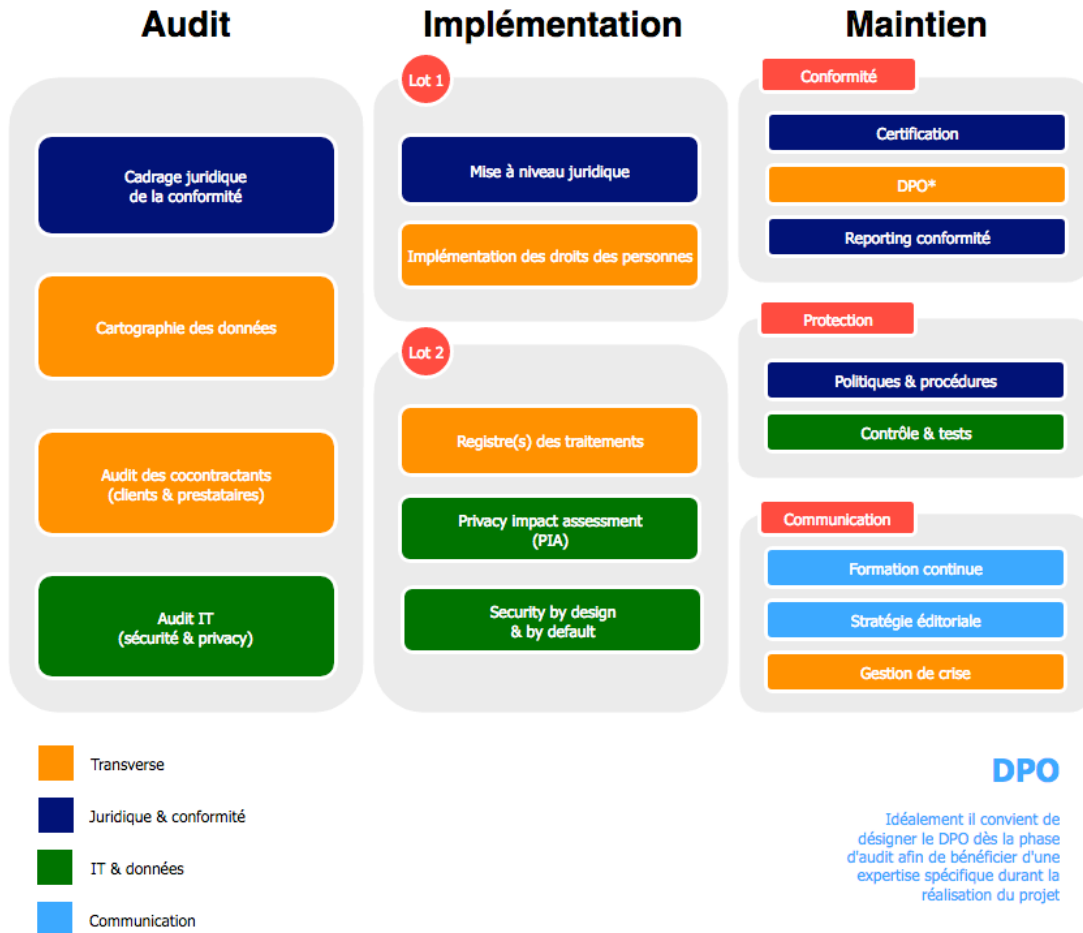 Audit
Implémentation
Maintien
Cadrage juridique
de la conformité
Cartographie des données
Audit des cocontractants
(clients & prestataires)
Audit IT
(sécurité & privacy)
Lot 1
Mise à niveau juridique
Implémentation des droits des personnes
Lot 2
Registre(s) des traitements
Privacy impact assessment
(PIA)
Security by design
& by default
Conformité
Certification
DPO*
Reporting conformité
Protection
Politiques & procédures
Contrôle & tests
Communication
Formation continue
Stratégie éditoriale
Gestion de crise
Transverse
Juridique & conformité
IT & données
Communication
DPO
Idéalement il convient de
désigner le DPO dès la phase
d'audit afin de bénéficier d'une
expertise spécifique durant la
réalisation du projet